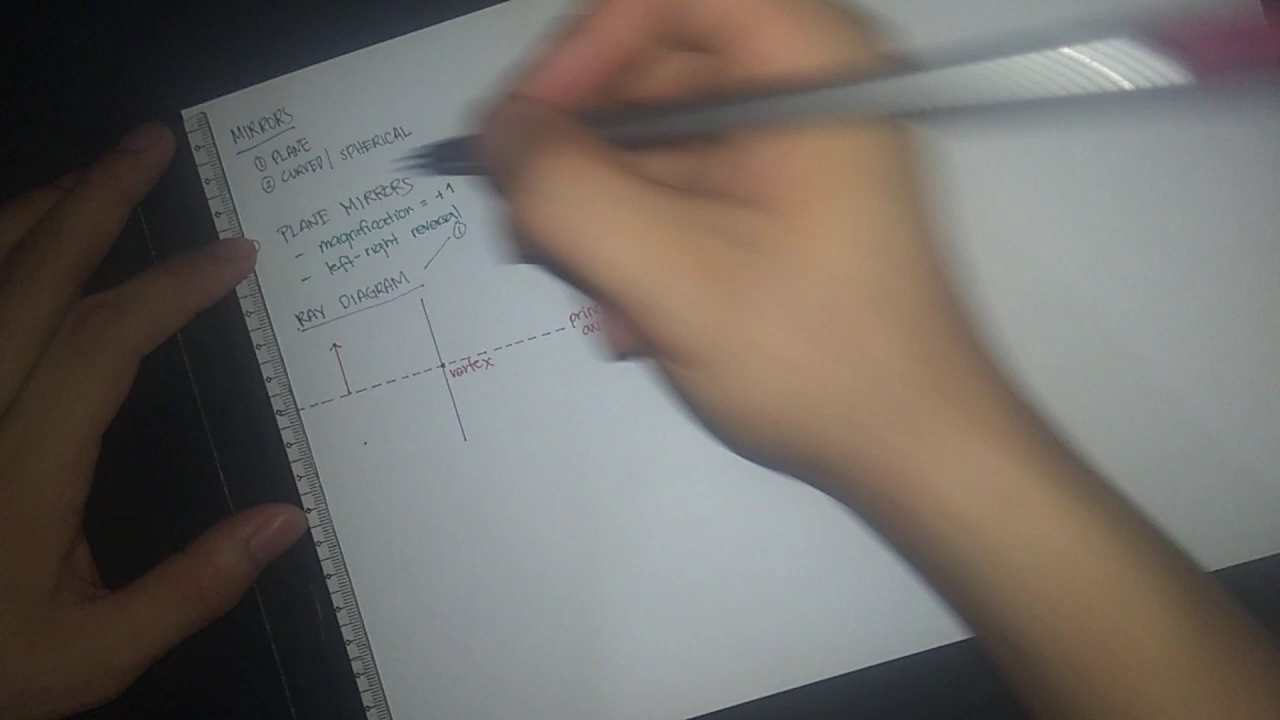 MIRRORS
① PLANE
② CURVED / SPHERICAL
PLANE MIRRORS
- magnification = +1
- left-right reversal
①
RAY DIAGRAM
vertex